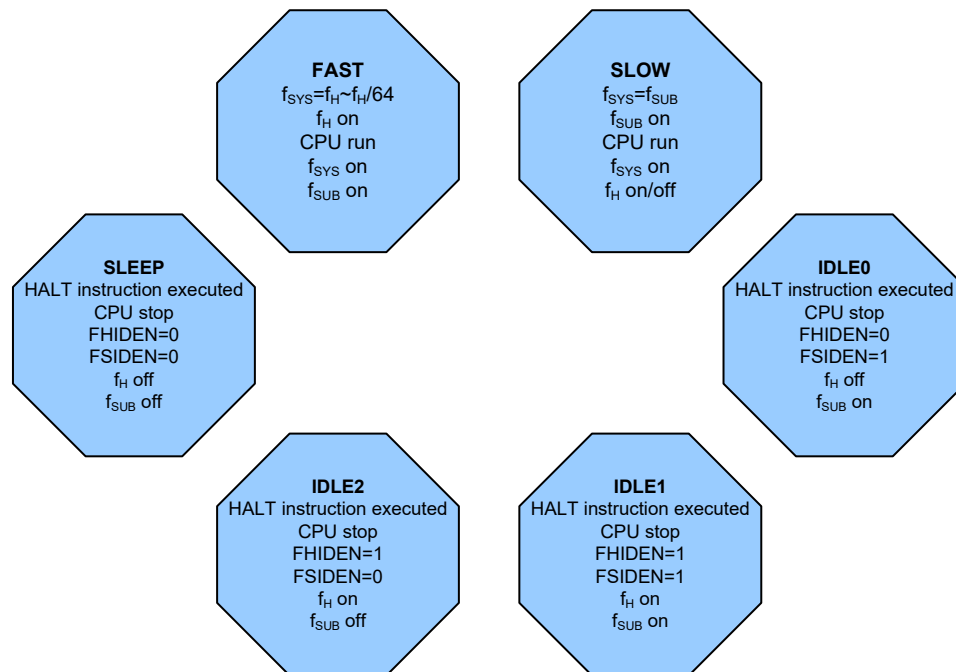 FAST
fSYS=fH~fH/64
fH on
CPU run
fSYS on
fSUB on
SLOW
fSYS=fSUB
fSUB on
CPU run
fSYS on
fH on/off
SLEEP
HALT instruction executed
CPU stop
FHIDEN=0
FSIDEN=0
fH off
fSUB off
IDLE0
HALT instruction executed
CPU stop
FHIDEN=0
FSIDEN=1
fH off
fSUB on
IDLE2
HALT instruction executed
CPU stop
FHIDEN=1
FSIDEN=0
fH on
fSUB off
IDLE1
HALT instruction executed
CPU stop
FHIDEN=1
FSIDEN=1
fH on
fSUB on